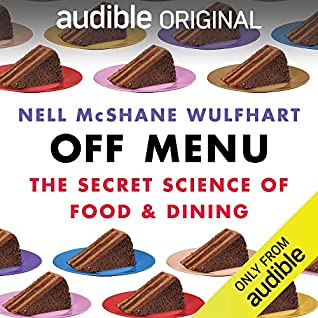 audible ORIGINAL
NELL McSHANE WULFHART
OFF MENU
THE SECRET SCIENCE OF
FOOD & DINING
ONLY FROM
audible